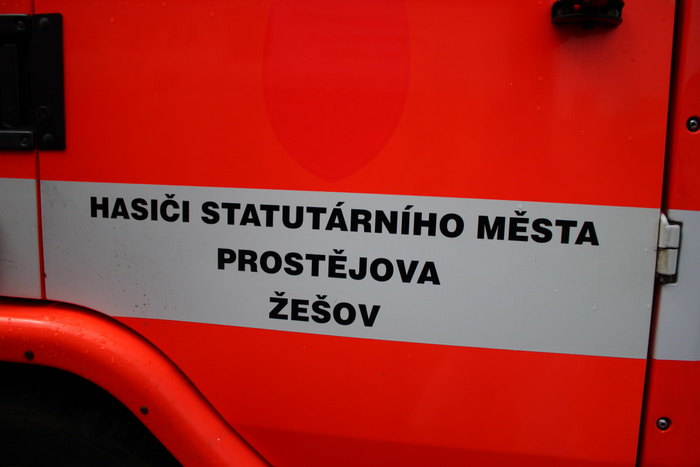 HASIČI STATUTÁRNÍHO MĚSTA
PROSTĚJOVA
ŽEŠOV